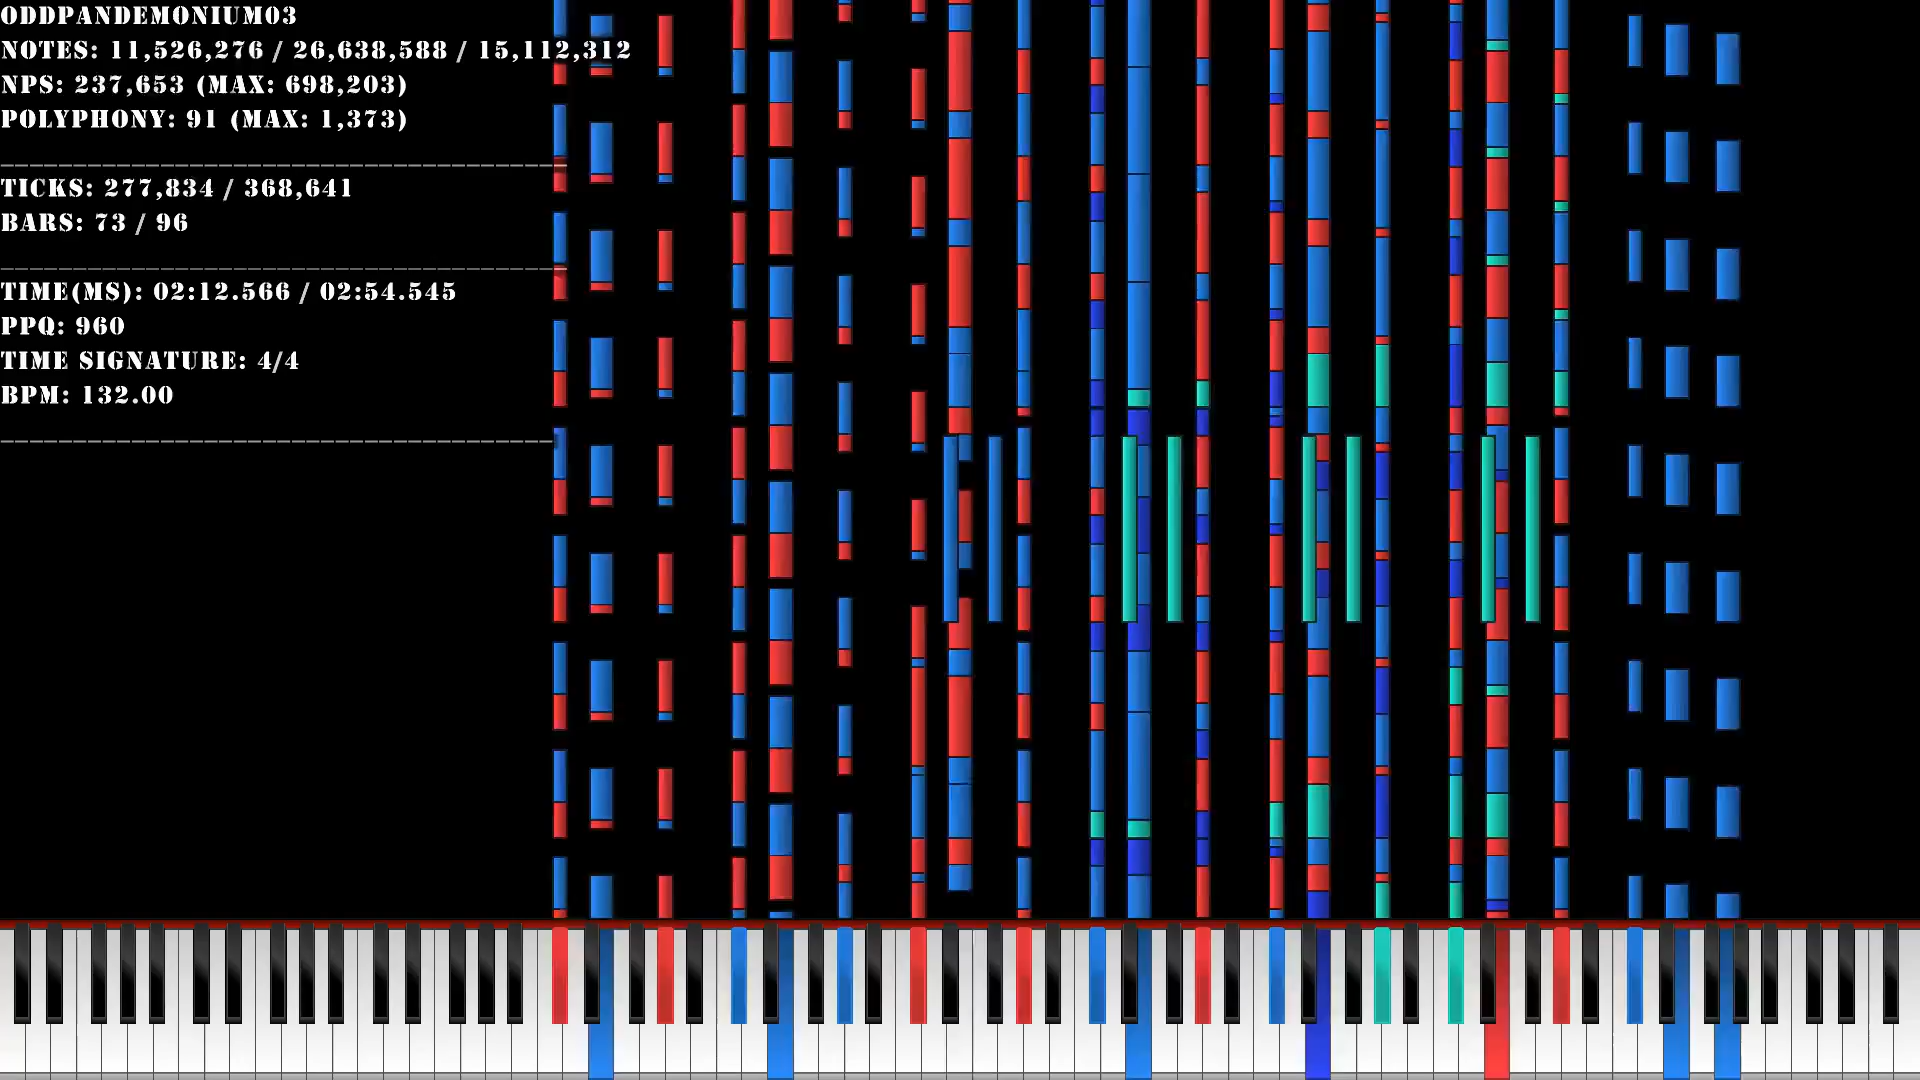 ODDPANDEMONIUM03
NOTES: 11,526,276 / 26,638,588 / 15,112,312
NPS: 237,653 (MAX: 698,203)
POLYPHONY: 91 (MAX: 1,373)
TICKS: 277,834 / 368,641
BARS: 73 / 96
TIME(MS): 02:12.566 / 02:54.545
PPQ: 960
TIME SIGNATURE: 4/4
BPM: 132.00